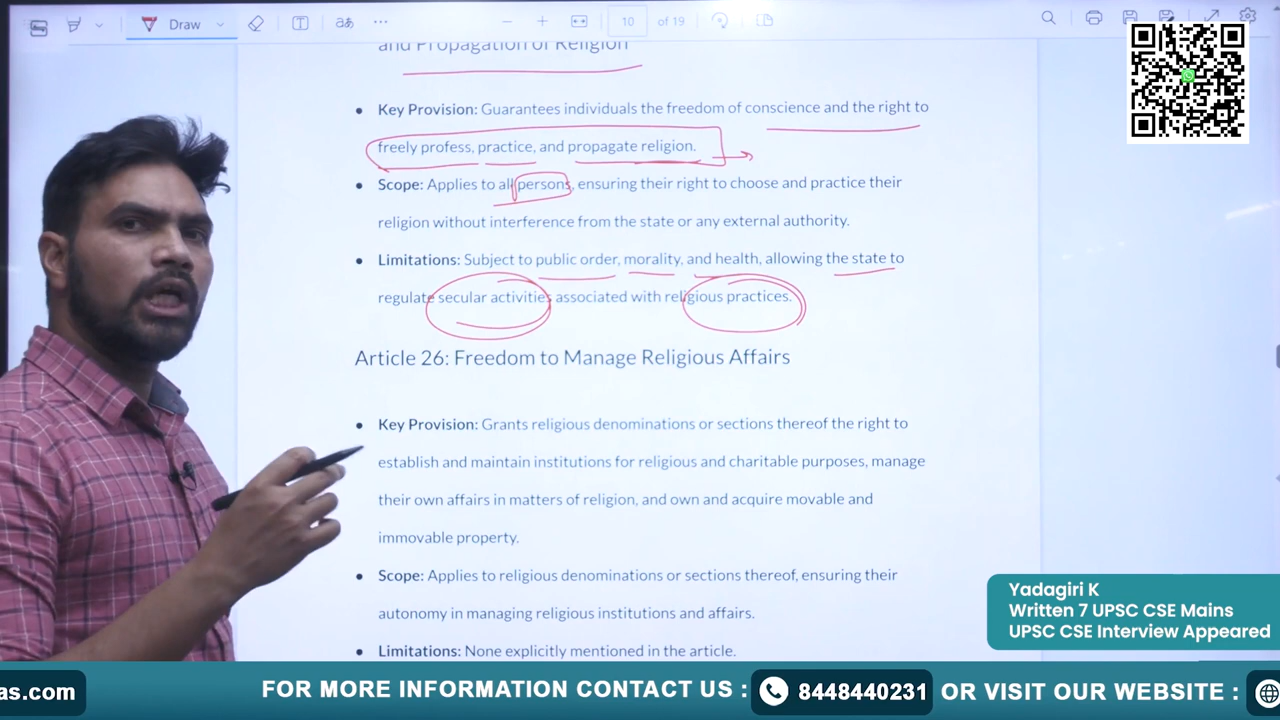 Draw
aあ
10 of 19
and Propagation of Religion
• Key Provision: Guarantees individuals the freedom of conscience and the right to
freely profess, practice, and propagate religion.
• Scope: Applies to all persons, ensuring their right to choose and practice their
religion without interference from the state or any external authority.
• Limitations: Subject to public order, morality, and health, allowing the state to
regulate secular activities associated with religious practices.
Article 26: Freedom to Manage Religious Affairs
• Key Provision: Grants religious denominations or sections thereof the right to
establish and maintain institutions for religious and charitable purposes, manage
their own affairs in matters of religion, and own and acquire movable and
immovable property.
• Scope: Applies to religious denominations or sections thereof, ensuring their
autonomy in managing religious institutions and affairs.
• Limitations: None explicitly mentioned in the article.
Yadagiri K
Written 7 UPSC CSE Mains
UPSC CSE Interview Appeared
as.com
FOR MORE INFORMATION CONTACT US : 8448440231 OR VISIT OUR WEBSITE :